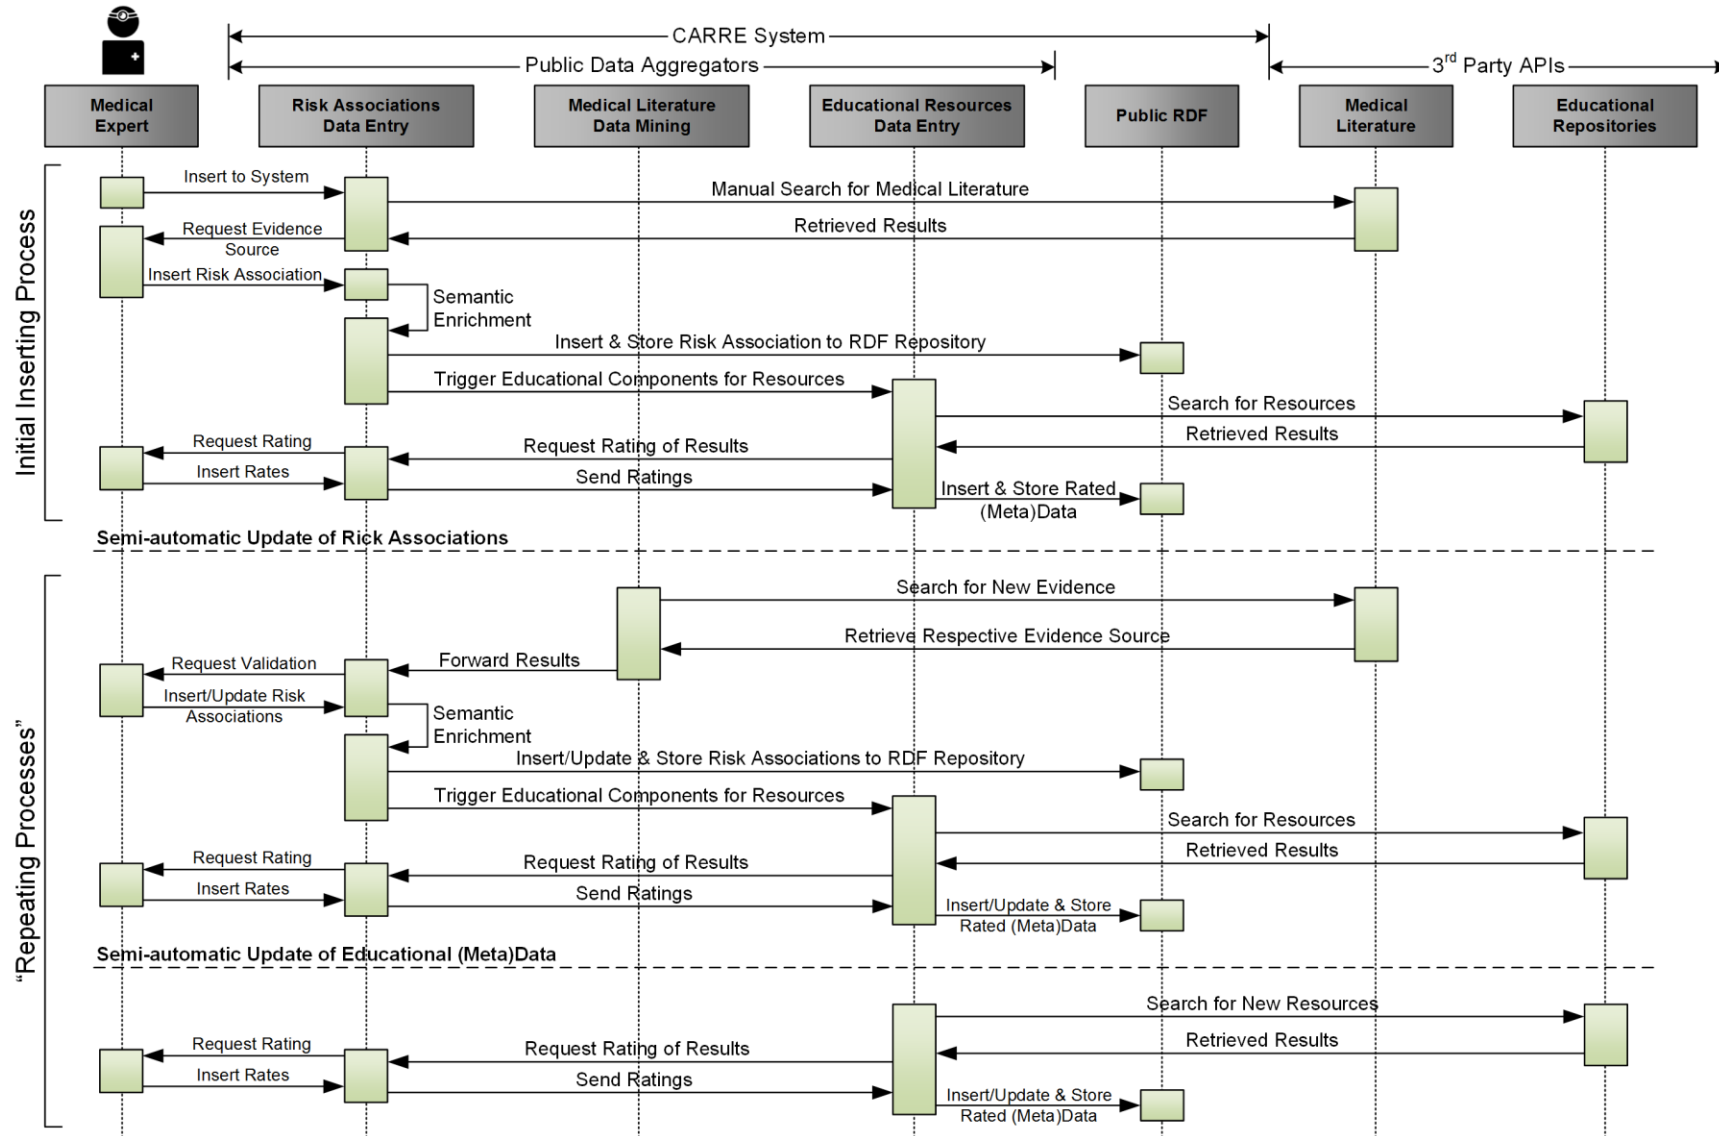 CARRE System
Public Data Aggregators
3rd Party APIs
Medical
Expert
Risk Associations
Data Entry
Medical Literature
Data Mining
Educational Resources
Data Entry
Public RDF
Medical
Literature
Educational
Repositories
Initial Inserting Process
Insert to System
Manual Search for Medical Literature
Request Evidence
Source
Retrieved Results
Insert Risk Association
Semantic
Enrichment
Insert & Store Risk Association to RDF Repository
Trigger Educational Components for Resources
Search for Resources
Retrieved Results
Request Rating
Request Rating of Results
Insert Rates
Send Ratings
Insert & Store Rated
(Meta)Data
Semi-automatic Update of Risk Associations
"Repeating Processes"
Search for New Evidence
Retrieve Respective Evidence Source
Forward Results
Request Validation
Insert/Update Risk
Associations
Semantic
Enrichment
Insert/Update & Store Risk Associations to RDF Repository
Trigger Educational Components for Resources
Search for Resources
Retrieved Results
Request Rating
Request Rating of Results
Insert Rates
Send Ratings
Insert/Update & Store
Rated (Meta)Data
Semi-automatic Update of Educational (Meta)Data
Search for New Resources
Retrieved Results
Request Rating
Request Rating of Results
Insert Rates
Send Ratings
Insert/Update & Store
Rated (Meta)Data